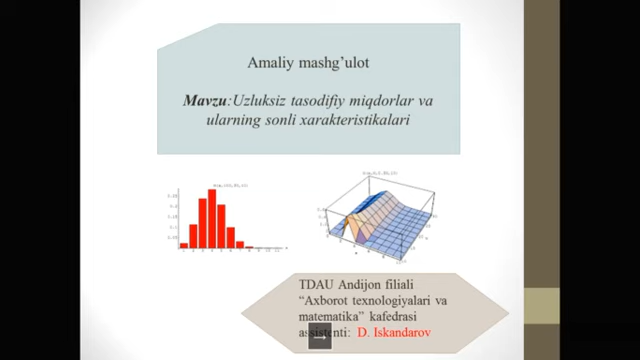 Amaliy mashg’ulot
Mavzu:Uzluksiz tasodifiy miqdorlar va
ularning sonli xarakteristikalari
TDAU Andijon filiali
“Axborot texnologiyalari va
matematika” kafedrasi
assistenti: D. Iskandarov